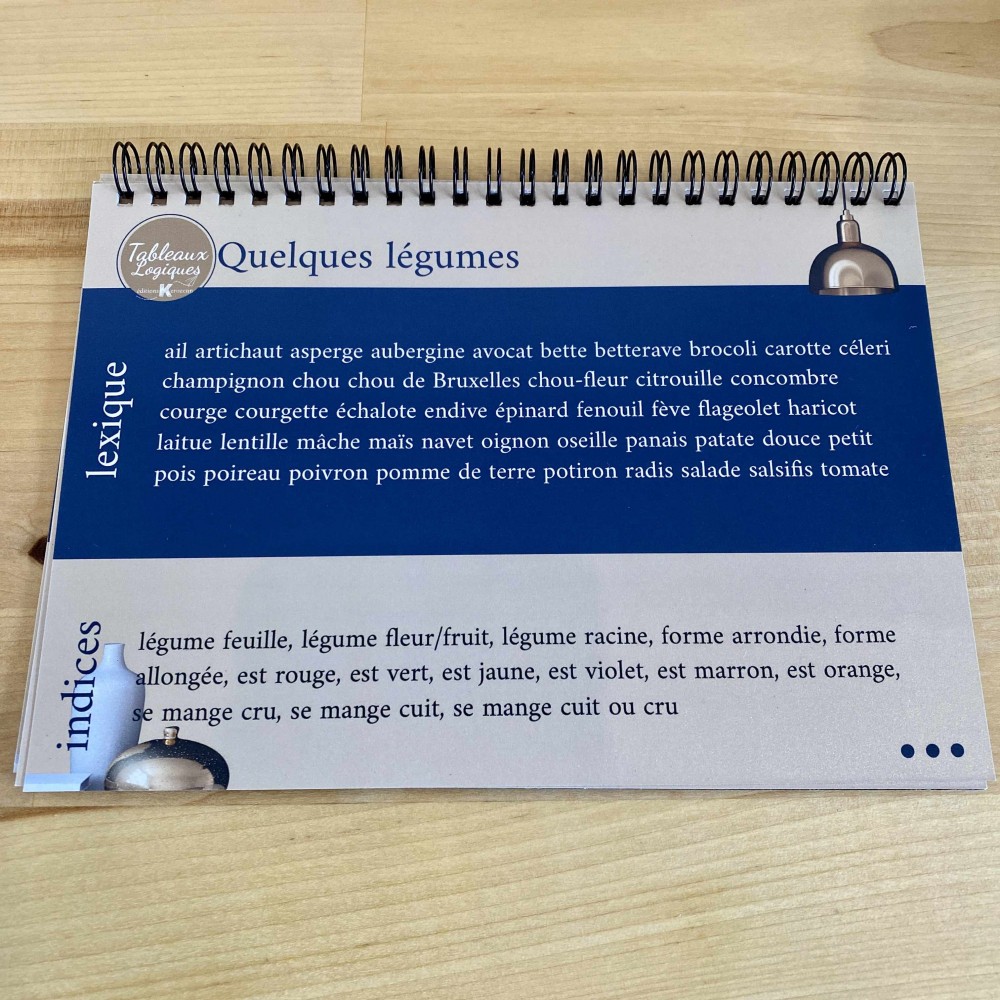 Tableaux
Logiques
éditions K
Quelques légumes
lexique
ail artichaut asperge aubergine avocat bette betterave brocoli carotte céleri
champignon chou chou de Bruxelles chou-fleur citrouille concombre
courge courgette échalote endive épinard fenouil fève flageolet haricot
laitue lentille mâche maïs navet oignon oseille panais patate douce petit
pois poireau poivron pomme de terre potiron radis salade salsifis tomate
indices
légume feuille, légume fleur/fruit, légume racine, forme arrondie, forme
allongée, est rouge, est vert, est jaune, est violet, est marron, est orange,
se mange cru, se mange cuit, se mange cuit ou cru